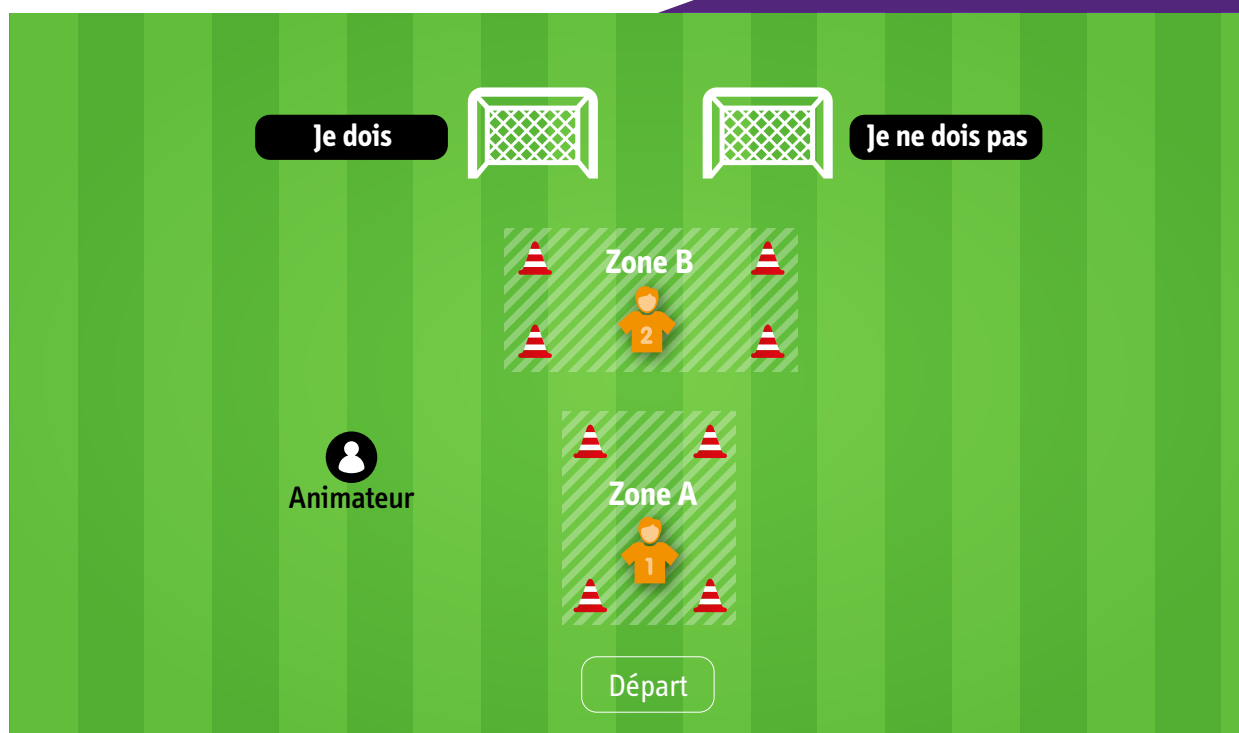 Je dois
Je ne dois pas
Zone B
2
Animateur
Zone A
1
Départ